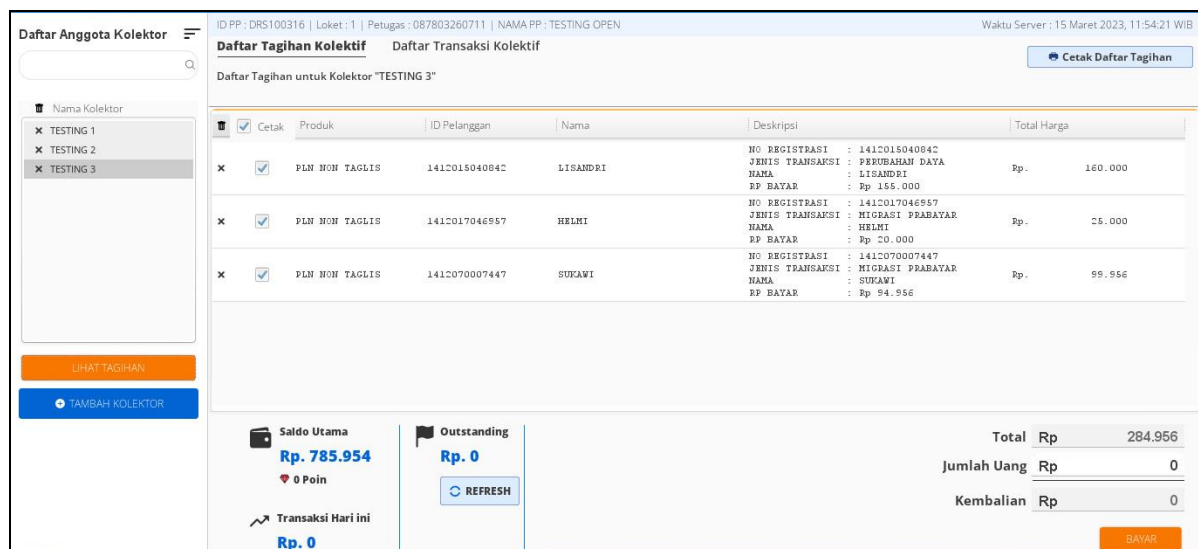 ID PP : DRS100316 | Loket : 1 | Petugas : 087803260711 | NAMA PP : TESTING OPEN
Waktu Server : 15 Maret 2023, 11:54:21 WIB
Daftar Anggota Kolektor
Daftar Tagihan Kolektif
Daftar Transaksi Kolektif
Cetak Daftar Tagihan
Daftar Tagihan untuk Kolektor "TESTING 3"
Nama Kolektor
TESTING 1
TESTING 2
TESTING 3
LIHAT TAGIHAN
TAMBAH KOLEKTOR
Cetak Produk ID Pelanggan Nama Deskripsi Total Harga
PLN NON TAGLIS 1412015040842 LISANDRI
NO REGISTRASI : 1412015040842
JENIS TRANSAKSI : PERUBAHAN DAYA
NAMA : LISANDRI
RP BAYAR : Rp 155.000
Rp. 160.000
PLN NON TAGLIS 1412017046957 HELMI
NO REGISTRASI : 1412017046957
JENIS TRANSAKSI : MIGRASI PRABAYAR
NAMA : HELMI
RP BAYAR : Rp 20.000
Rp. 25.000
PLN NON TAGLIS 1412070007447 SUKAWI
NO REGISTRASI : 1412070007447
JENIS TRANSAKSI : MIGRASI PRABAYAR
NAMA : SUKAWI
RP BAYAR : Rp 94.956
Rp. 99.956
Saldo Utama
Rp. 785.954
0 Poin
Transaksi Hari ini
Rp. 0
Outstanding
Rp. 0
REFRESH
Total Rp 284.956
Jumlah Uang Rp 0
Kembalian Rp 0
BAYAR